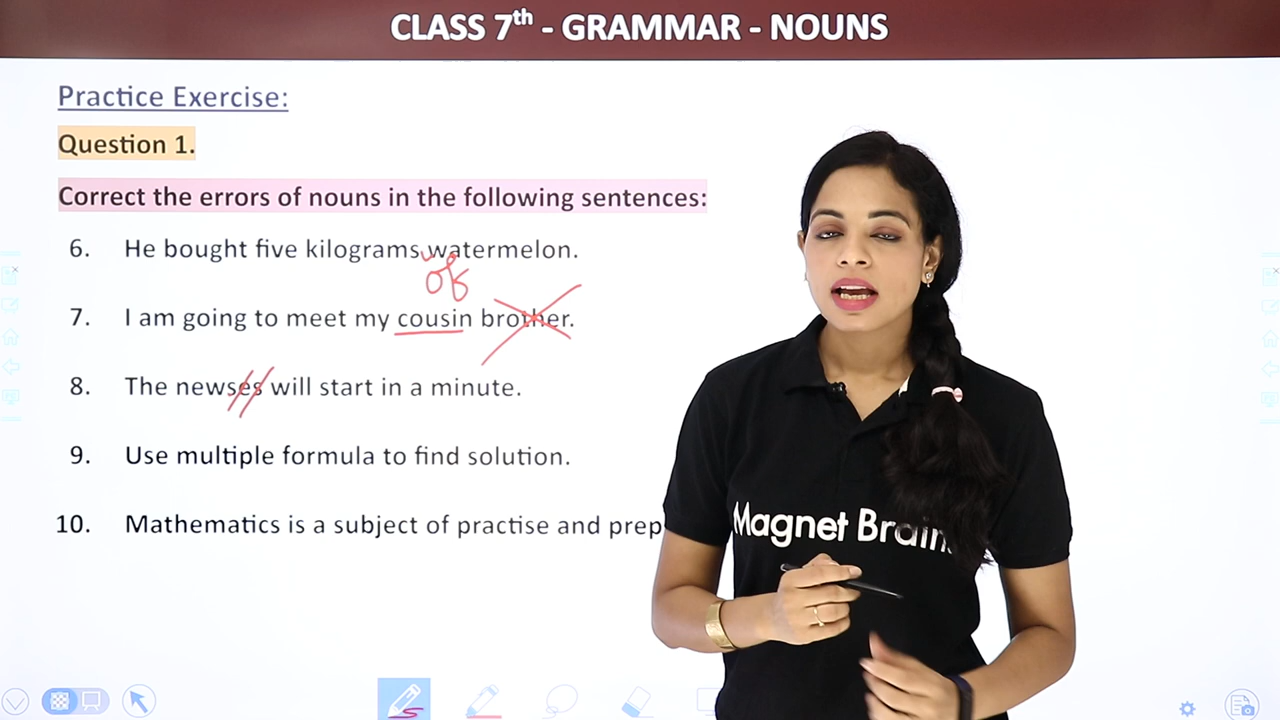 CLASS 7th - GRAMMAR - NOUNS
Practice Exercise:
Question 1.
Correct the errors of nouns in the following sentences:
6. He bought five kilograms watermelon.
of
7. I am going to meet my cousin brother.
8. The newses will start in a minute.
9. Use multiple formula to find solution.
10. Mathematics is a subject of practise and prep
Magnet Brains